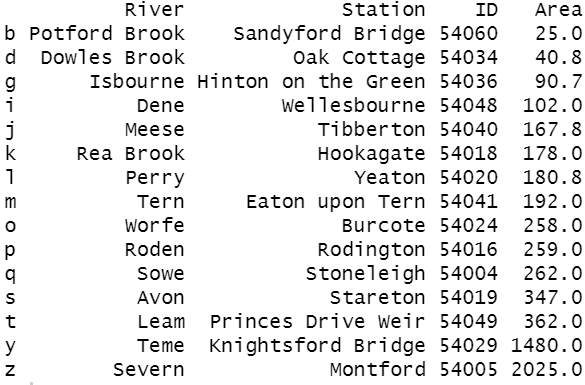 River Station ID Area
b Potford Brook Sandyford Bridge 54060 25.0
d Dowles Brook Oak Cottage 54034 40.8
g Isbourne Hinton on the Green 54036 90.7
i Dene Wellesbourne 54048 102.0
j Meese Tibberton 54040 167.8
k Rea Brook Hookagate 54018 178.0
l Perry Yeaton 54020 180.8
m Tern Eaton upon Tern 54041 192.0
o Worfe Burcote 54024 258.0
p Roden Rodington 54016 259.0
q Sowe Stoneleigh 54004 262.0
s Avon Stareton 54019 347.0
t Leam Princes Drive Weir 54049 362.0
y Teme Knightsford Bridge 54029 1480.0
z Severn Montford 54005 2025.0